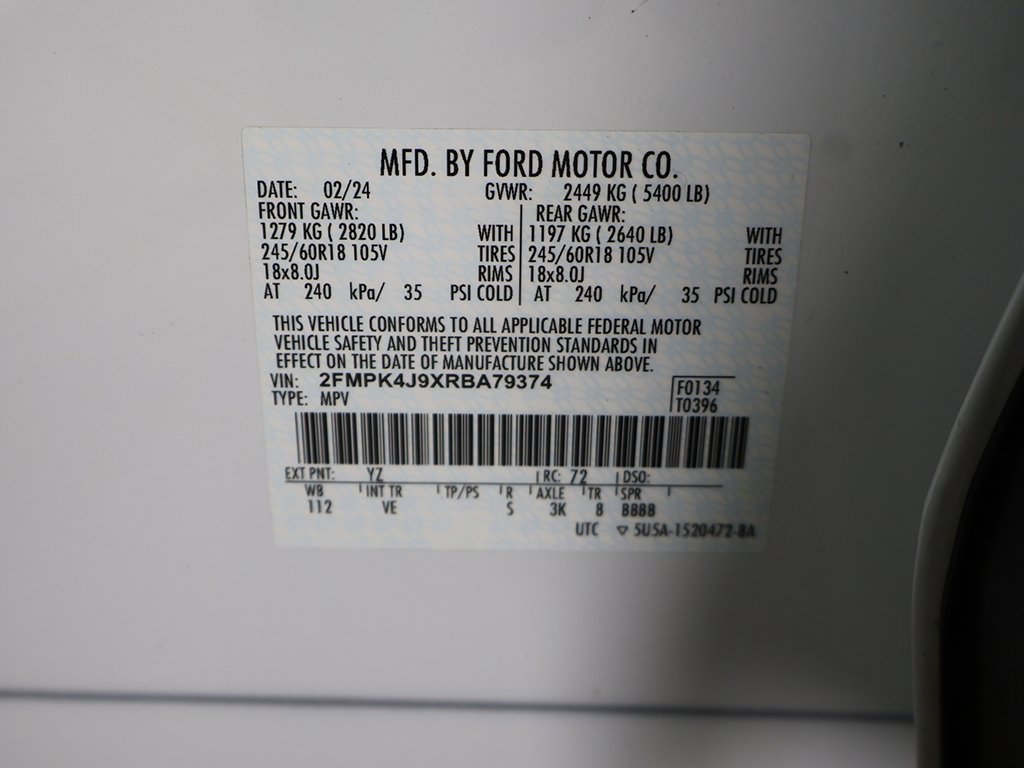 MFD. BY FORD MOTOR CO.
DATE: 02/24 GVWR: 2449 KG ( 5400 LB)
FRONT GAWR: REAR GAWR:
1279 KG ( 2820 LB) WITH 1197 KG ( 2640 LB) WITH
245/60R18 105V TIRES 245/60R18 105V TIRES
18x8.0J RIMS 18x8.0J RIMS
AT 240 kPa/ 35 PSI COLD AT 240 kPa/ 35 PSI COLD
THIS VEHICLE CONFORMS TO ALL APPLICABLE FEDERAL MOTOR
VEHICLE SAFETY AND THEFT PREVENTION STANDARDS IN
EFFECT ON THE DATE OF MANUFACTURE SHOWN ABOVE.
VIN: 2FMPK4J9XRBA79374 F0134
TYPE: MPV T0396
EXT PNT: YZ RC: 72 DSO:
WB INT TR TP/PS R AXLE TR SPR
112 VE S 3K 8 BBBB
UTC ▽ 5U5A-1520472-BA